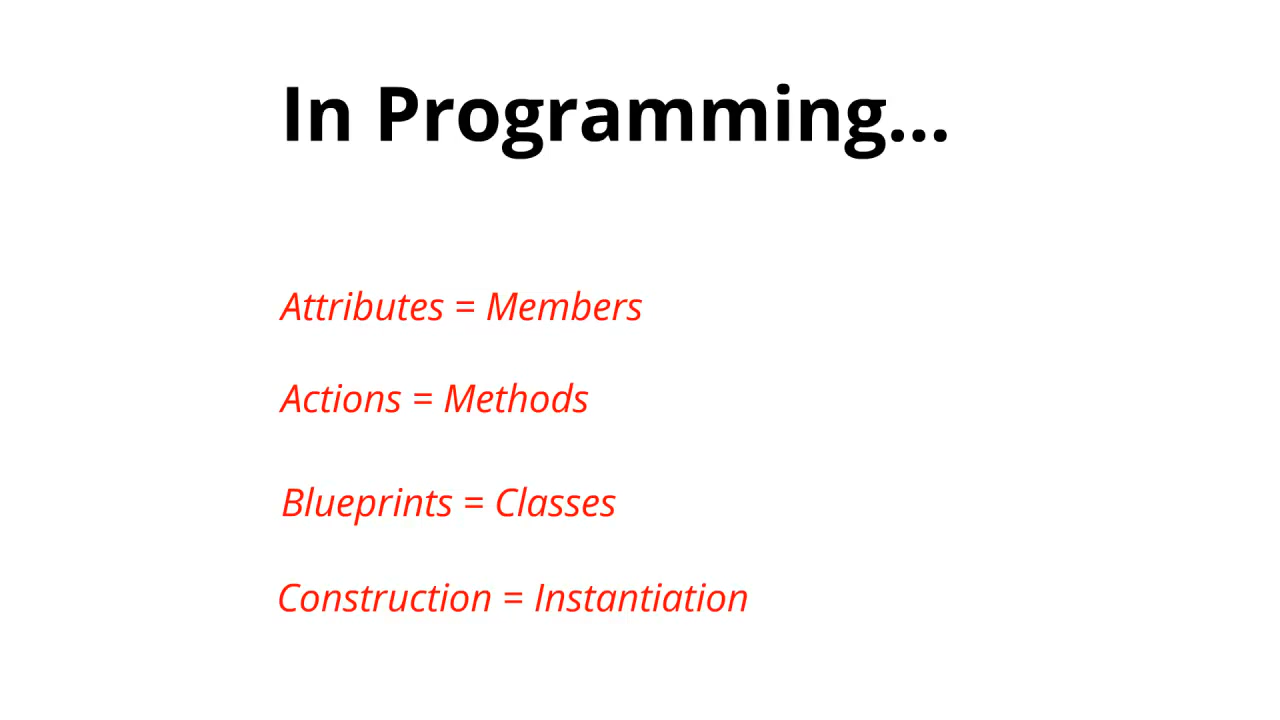 In Programming...
Attributes = Members
Actions = Methods
Blueprints = Classes
Construction = Instantiation